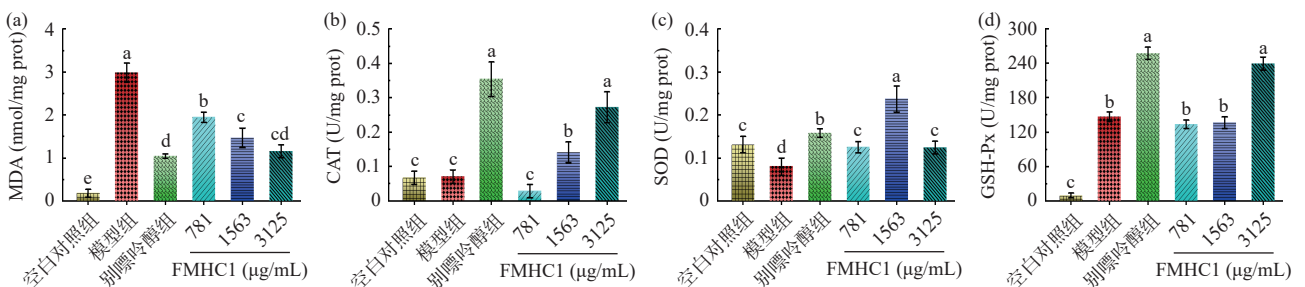 (a)
MDA (nmol/mg prot)
4
3
2
1
0
e
a
d
b
c
cd
空白对照组
模型组
别嘌呤醇组
781
1563
3125
FMHC1 (μg/mL)
(b)
CAT (U/mg prot)
0.5
0.4
0.3
0.2
0.1
0
c
c
a
c
b
a
空白对照组
模型组
别嘌呤醇组
781
1563
3125
FMHC1 (μg/mL)
(c)
SOD (U/mg prot)
0.4
0.3
0.2
0.1
0
c
d
b
c
a
c
空白对照组
模型组
别嘌呤醇组
781
1563
3125
FMHC1 (μg/mL)
(d)
GSH-Px (U/mg prot)
300
240
180
120
60
0
c
b
a
b
b
a
空白对照组
模型组
别嘌呤醇组
781
1563
3125
FMHC1 (μg/mL)